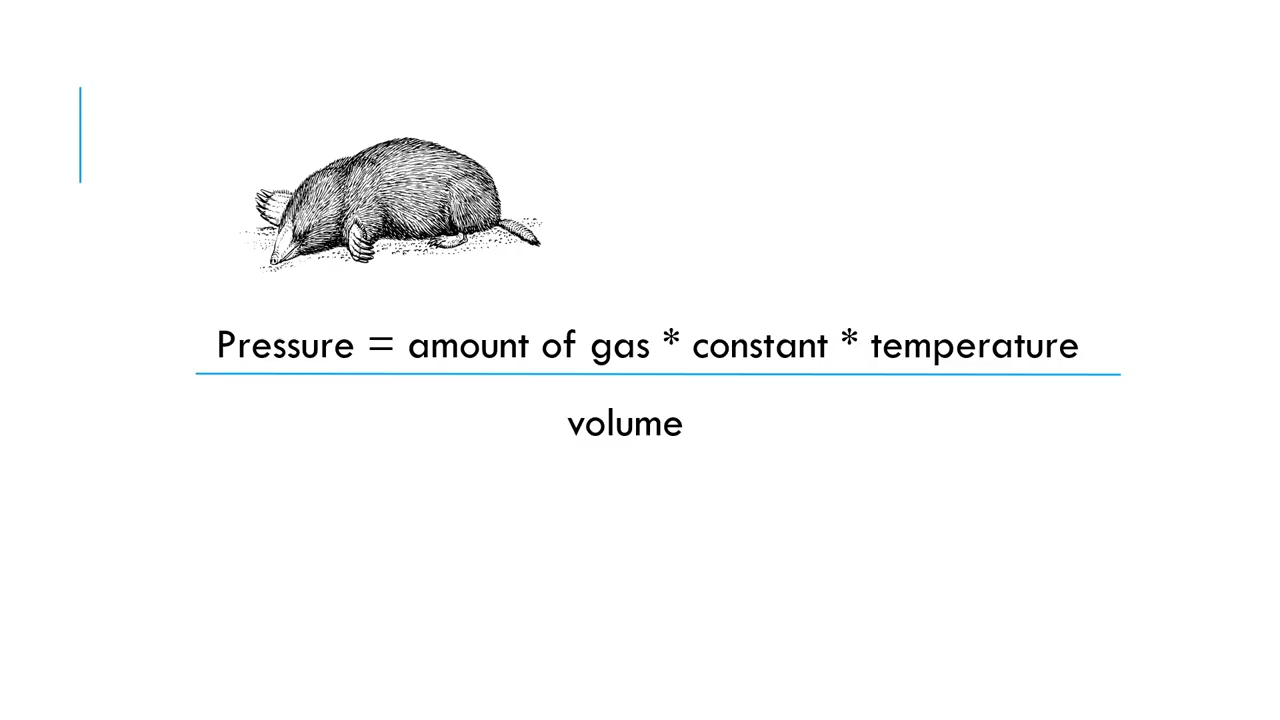 Pressure = amount of gas * constant * temperature
volume